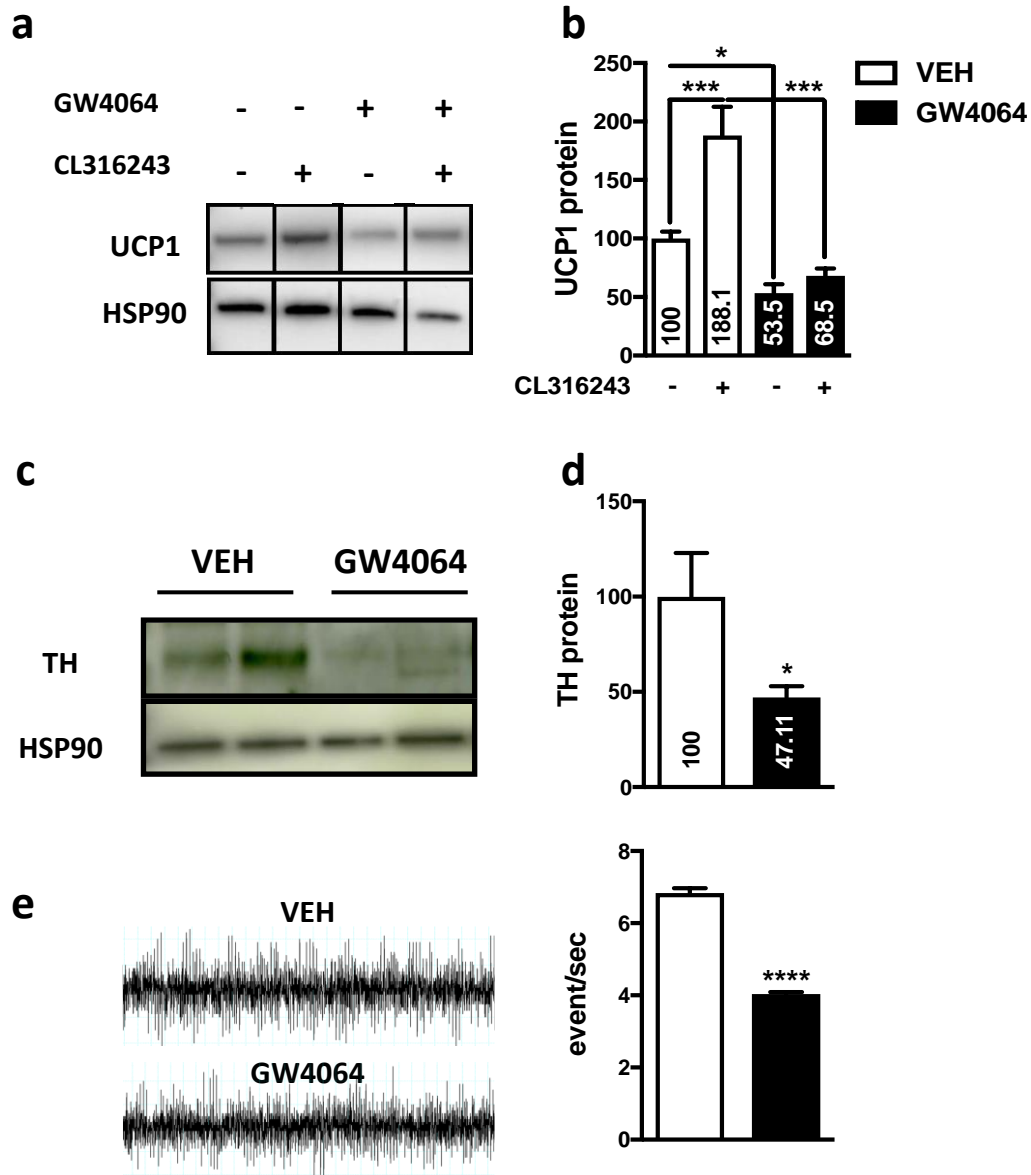 a
GW4064 - - + +
CL316243 - + - +
UCP1
HSP90
b
VEH
GW4064
*
*** ***
UCP1 protein
250
200
150
100
50
0
100 188.1 53.5 68.5
CL316243 - + - +
c
VEH GW4064
TH
HSP90
d
TH protein
150
100
50
0
*
100 47.11
e
VEH
GW4064
event/sec
8
6
4
2
0
****